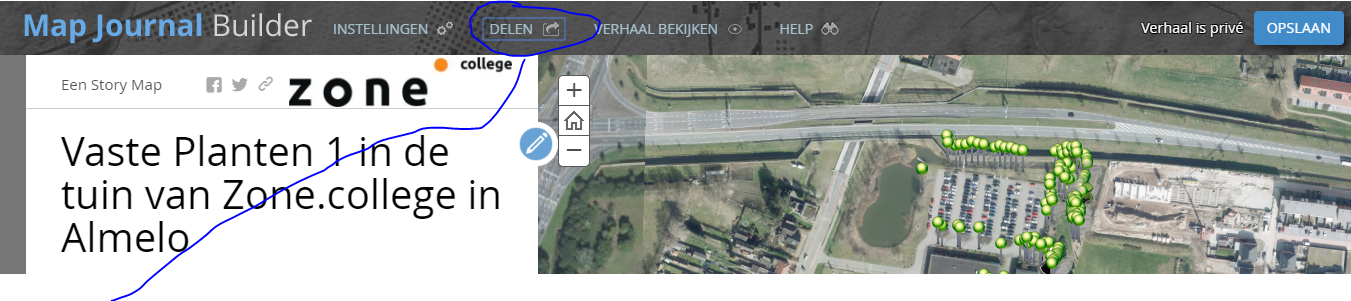 Map Journal Builder INSTELLINGEN DELEN VERHAAL BEKIJKEN HELP Verhaal is privé OPSLAAN
Een Story Map
zone college
Vaste Planten 1 in de
tuin van Zone.college in
Almelo